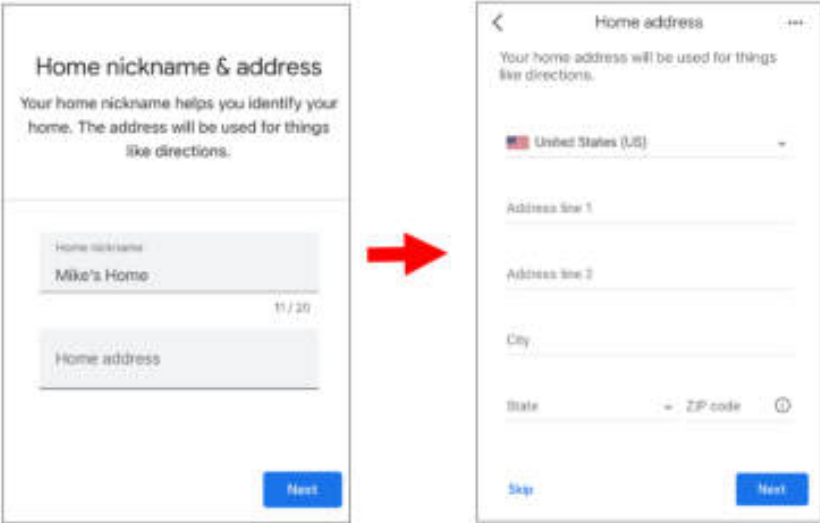 Home nickname & address
Your home nickname helps you identify your
home. The address will be used for things
like directions.
Home nickname
Mike's Home
11 / 20
Home address
Next
Home address
Your home address will be used for things
like directions.
United States (US)
Address line 1
Address line 2
City
State
ZIP code
Skip
Next